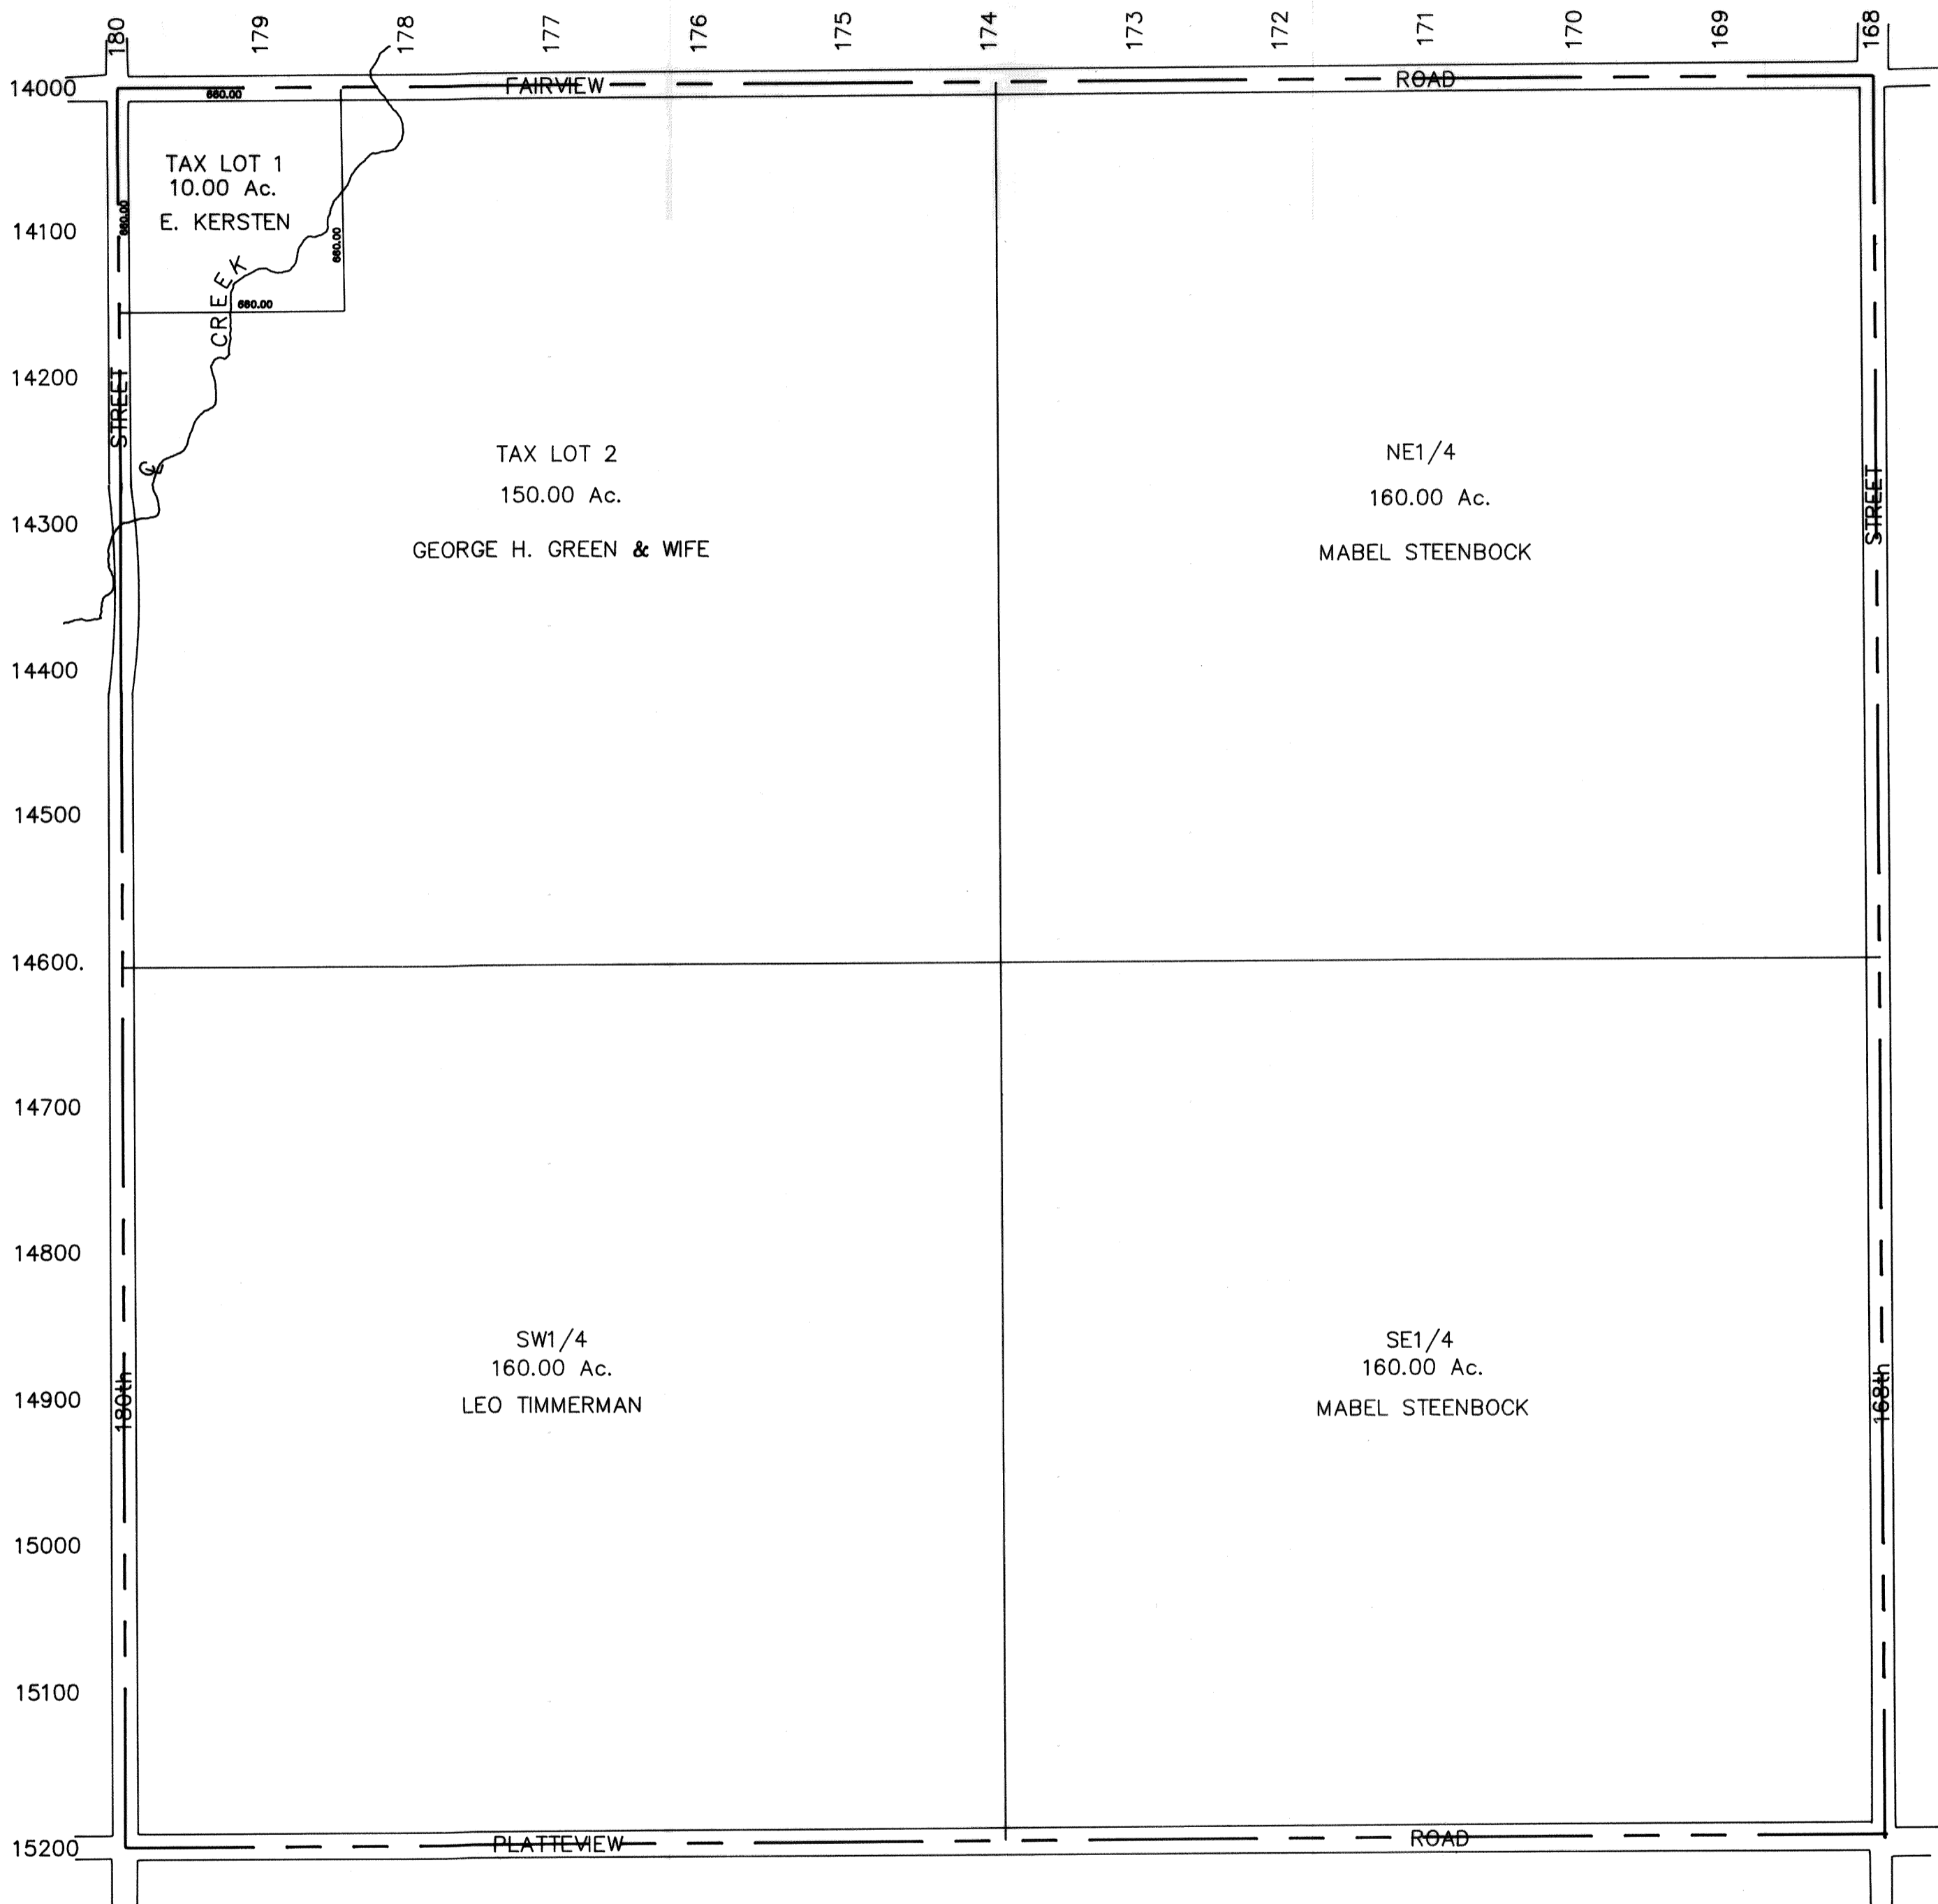 180
179
178
177
176
175
174
173
172
171
170
169
168
14000
14100
14200
14300
14400
14500
14600.
14700
14800
14900
15000
15100
15200
FAIRVIEW ROAD
660.00
660.00
660.00
660.00
TAX LOT 1
10.00 Ac.
E. KERSTEN
℄ CREEK
180th STREET
TAX LOT 2
150.00 Ac.
GEORGE H. GREEN & WIFE
NE1/4
160.00 Ac.
MABEL STEENBOCK
168th STREET
SW1/4
160.00 Ac.
LEO TIMMERMAN
SE1/4
160.00 Ac.
MABEL STEENBOCK
PLATTEVIEW ROAD